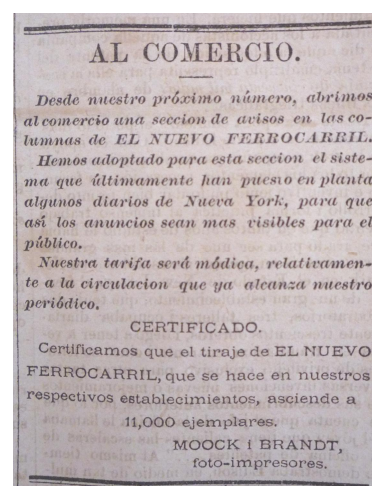 AL COMERCIO.
Desde nuestro próximo número, abrimos
al comercio una seccion de avisos en las co-
lumnas de EL NUEVO FERROCARRIL.
Hemos adoptado para esta seccion el siste-
ma que últimamente han puesto en planta
algunos diarios de Nueva York, para que
así los anuncios sean mas visibles para el
público.
Nuestra tarifa será módica, relativamen-
te a la circulacion que ya alcanza nuestro
periódico.
CERTIFICADO.
Certificamos que el tiraje de EL NUEVO
FERROCARRIL, que se hace en nuestros
respectivos establecimientos, asciende a
11,000 ejemplares.
MOOCK i BRANDT,
foto-impresores.